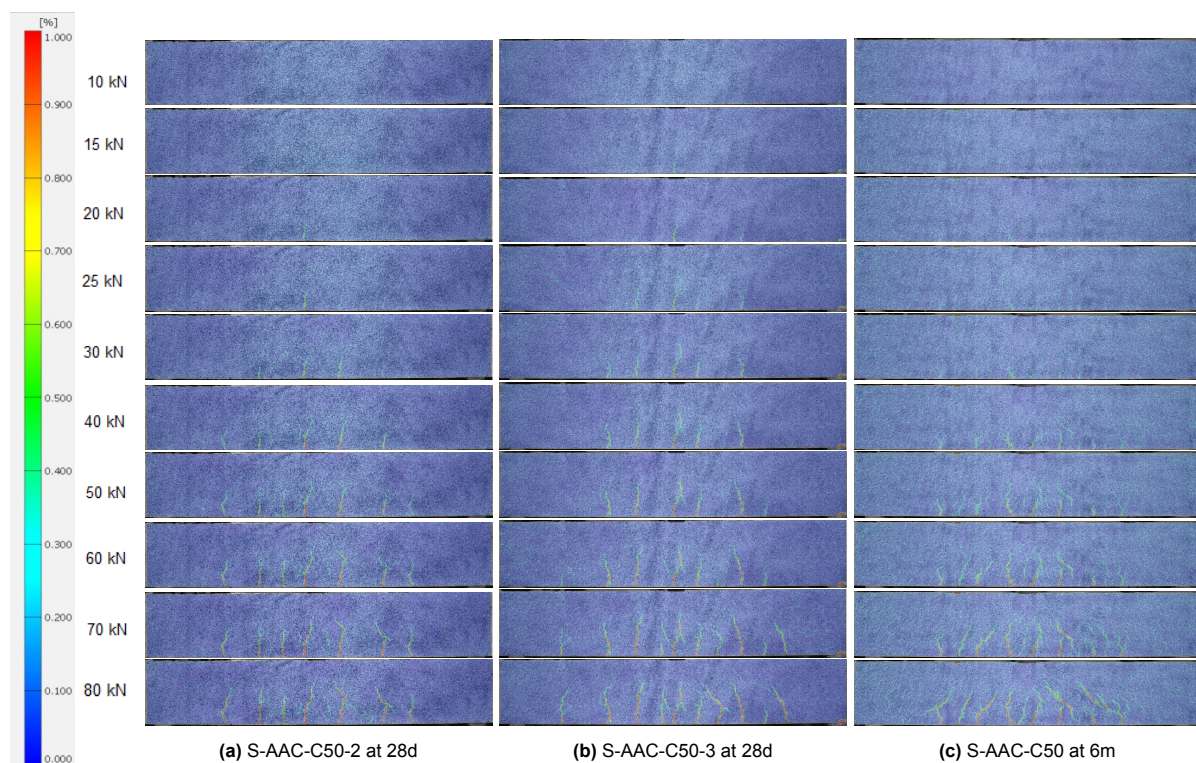 [%]
1.000
0.900
0.800
0.700
0.600
0.500
0.400
0.300
0.200
0.100
0.000
10 kN
15 kN
20 kN
25 kN
30 kN
40 kN
50 kN
60 kN
70 kN
80 kN
(a) S-AAC-C50-2 at 28d
(b) S-AAC-C50-3 at 28d
(c) S-AAC-C50 at 6m